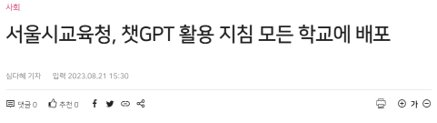 사회
서울시교육청, 챗GPT 활용 지침 모든 학교에 배포
심다혜 기자 입력 2023.08.21 15:30
댓글 0 추천 0 가